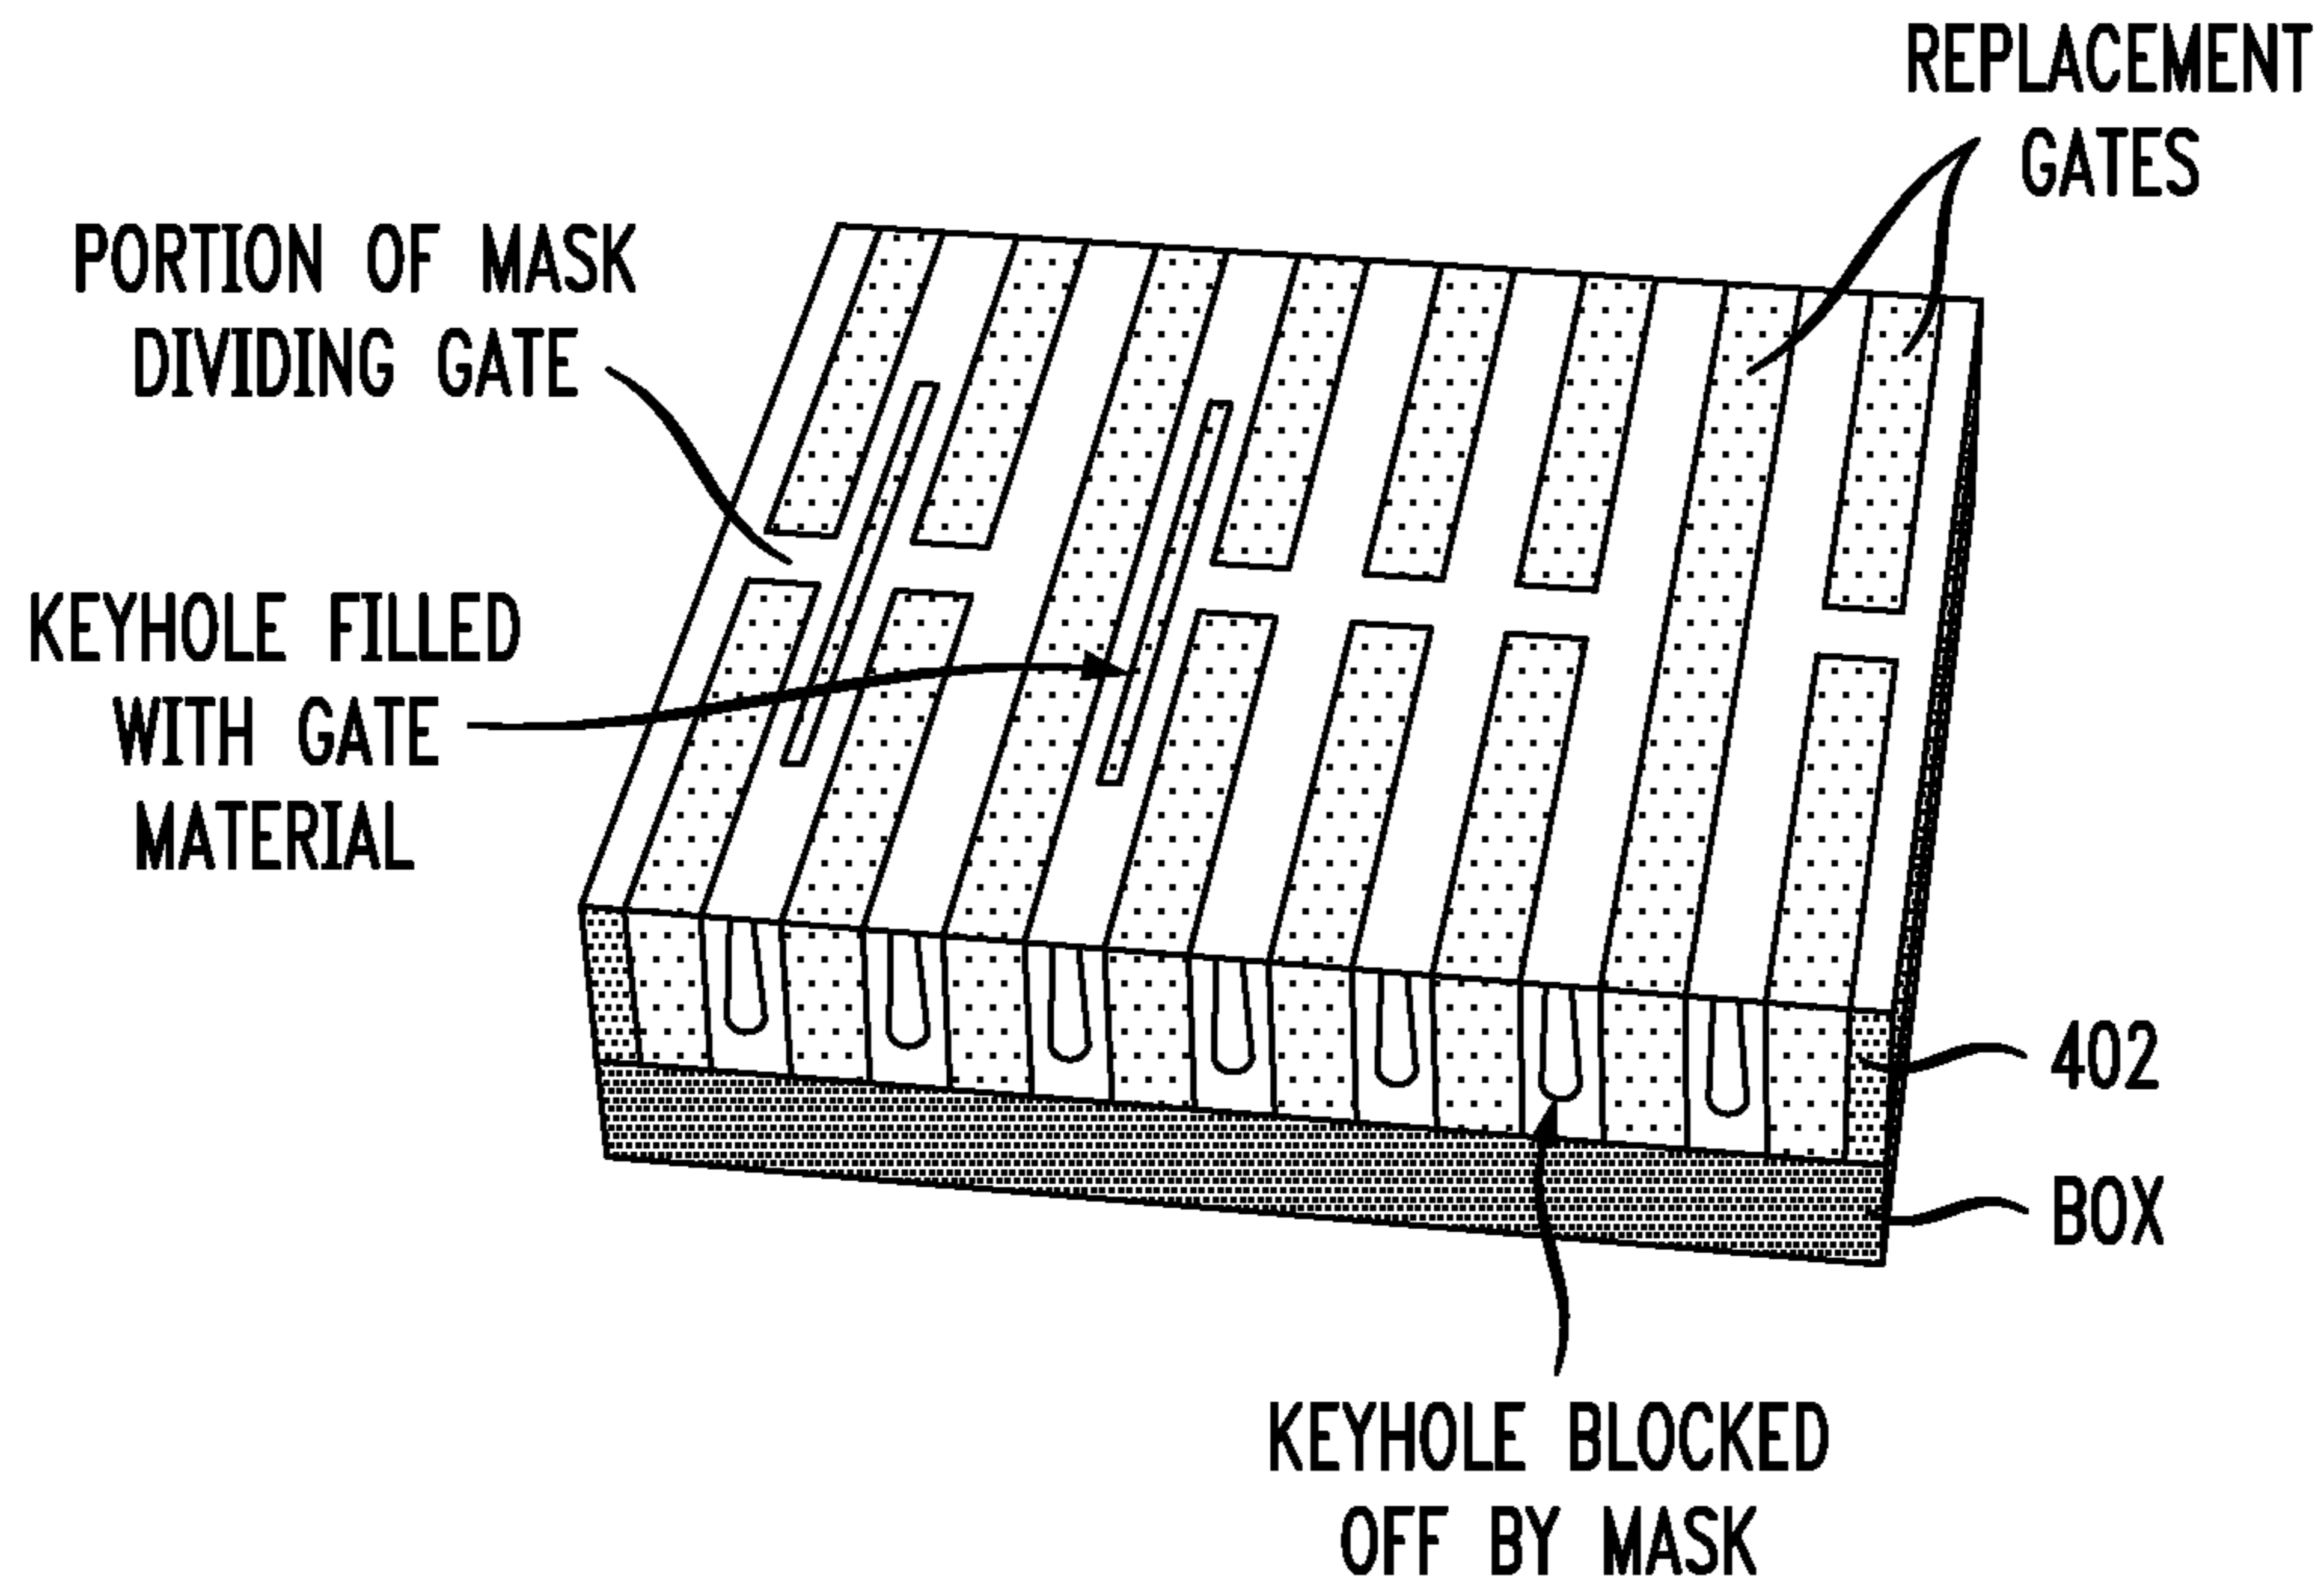 REPLACEMENT
GATES
PORTION OF MASK
DIVIDING GATE
KEYHOLE FILLED
WITH GATE
MATERIAL
402
BOX
KEYHOLE BLOCKED
OFF BY MASK